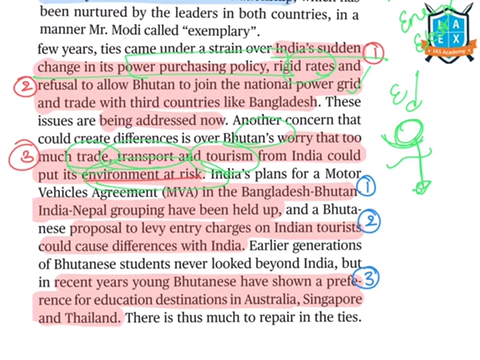 been nurtured by the leaders in both countries, in a
manner Mr. Modi called “exemplary”.
few years, ties came under a strain over India’s sudden
change in its power purchasing policy, rigid rates and
refusal to allow Bhutan to join the national power grid
and trade with third countries like Bangladesh. These
issues are being addressed now. Another concern that
could create differences is over Bhutan’s worry that too
much trade, transport and tourism from India could
put its environment at risk. India’s plans for a Motor
Vehicles Agreement (MVA) in the Bangladesh-Bhutan
India-Nepal grouping have been held up, and a Bhuta-
nese proposal to levy entry charges on Indian tourists
could cause differences with India. Earlier generations
of Bhutanese students never looked beyond India, but
in recent years young Bhutanese have shown a prefe-
rence for education destinations in Australia, Singapore
and Thailand. There is thus much to repair in the ties.
1
2
3
1
2
3
LA
EX
IAS Academy